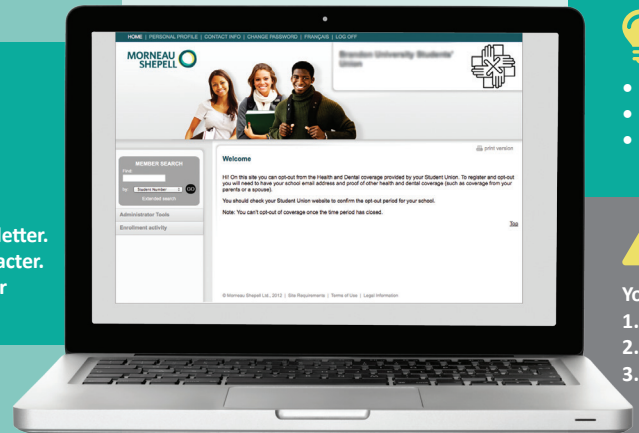 HOME | PERSONAL PROFILE | CONTACT INFO | CHANGE PASSWORD | FRANÇAIS | LOG OFF
MORNEAU
SHEPELL
Brandon University Students'
Union
print version
MEMBER SEARCH
Find:
by: Student Number GO
Extended search
Administrator Tools
Enrollment activity
Welcome
Hi! On this site you can opt-out from the Health and Dental coverage provided by your Student Union. To register and opt-out
you will need to have your school email address and proof of other health and dental coverage (such as coverage from your
parents or a spouse).
You should check your Student Union website to confirm the opt-out period for your school.
Note: You can't opt-out of coverage once the time period has closed.
Top
© Morneau Shepell Ltd., 2012 | Site Requirements | Terms of Use | Legal Information
etter.
acter.
r
Yo
1.
2.
3.